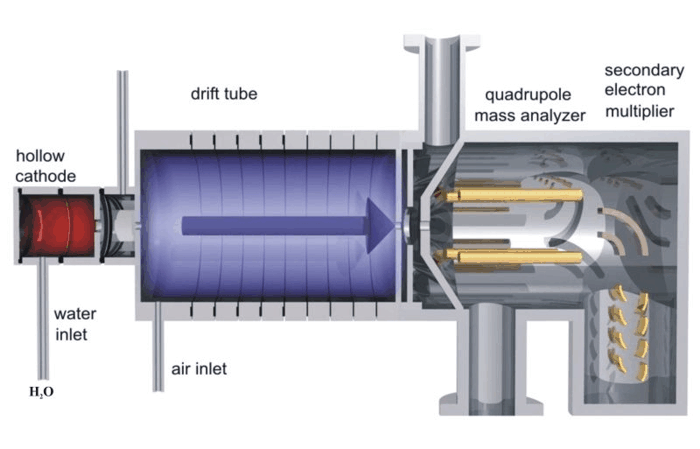 drift tube
quadrupole
mass analyzer
secondary
electron
multiplier
hollow
cathode
water
inlet
air inlet
H₂O